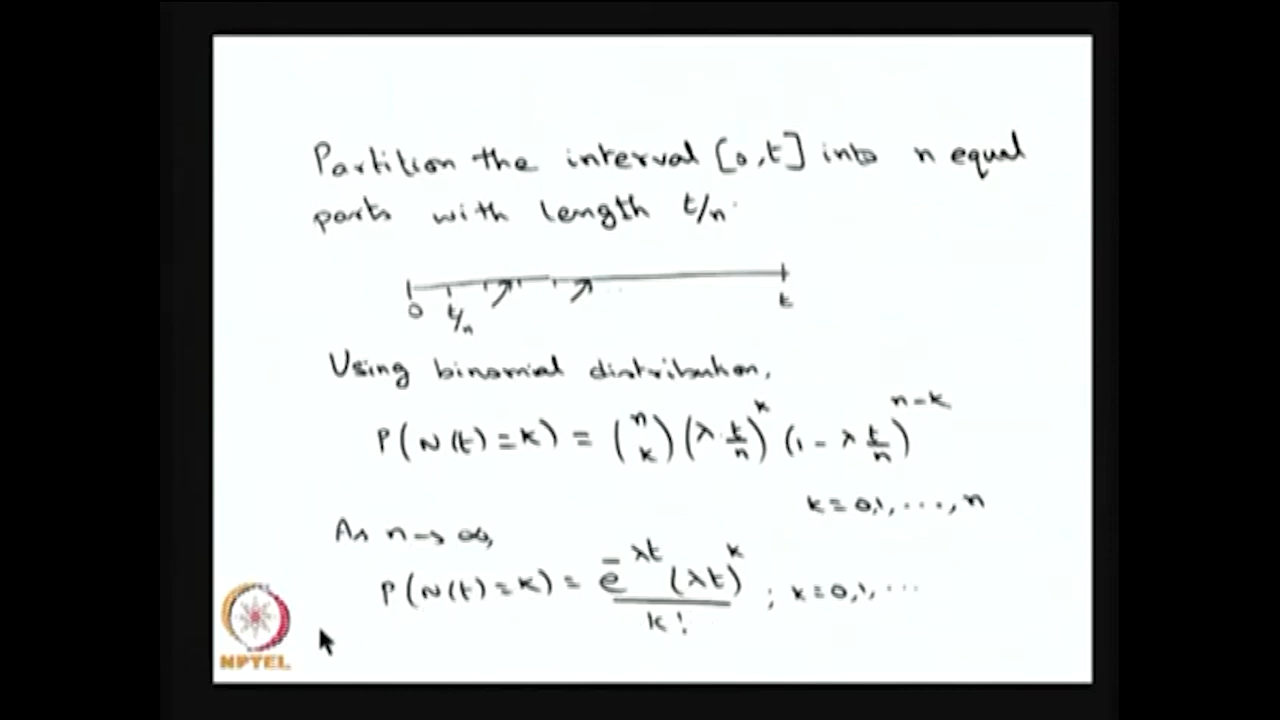 Partition the interval [0,t] into n equal
parts with length t/n.
0 t/n t
Using binomial distribution,
P(N(t)=k) = (n k) (λ t/n)^k (1 - λ t/n)^n-k
k=0,1,...,n
As n→∞,
P(N(t)=k) = e^-λt (λt)^k / k! ; k=0,1,...
NPTEL